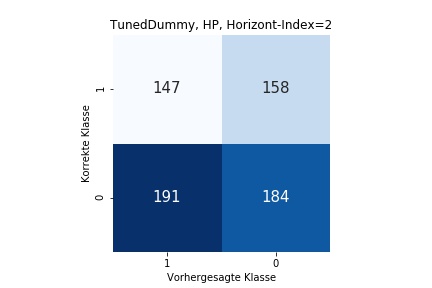 TunedDummy, HP, Horizont-Index=2
Korrekte Klasse
1
147
158
0
191
184
1
0
Vorhergesagte Klasse